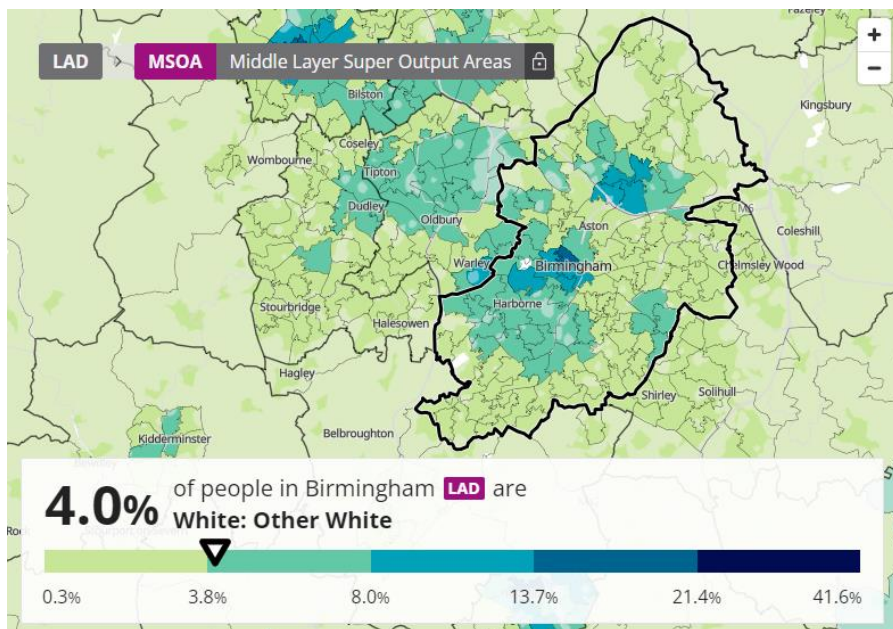 Pazeley
LAD
MSOA Middle Layer Super Output Areas
+
−
Bilston
Kingsbury
Coseley
Wombourne
Tipton
Dudley
Aston
M6
Oldbury
Coleshill
Warley
Birmingham
Chelmsley Wood
Harborne
Stourbridge
Halesowen
Hagley
Shirley
Solihull
Kidderminster
Belbroughton
4.0% of people in Birmingham LAD are
White: Other White
0.3% 3.8% 8.0% 13.7% 21.4% 41.6%